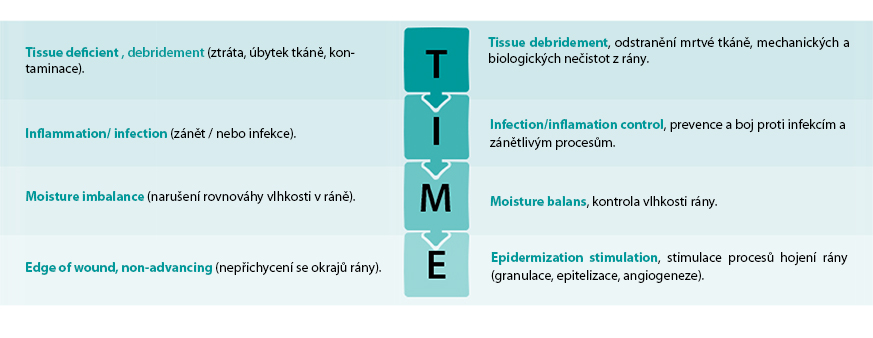 Tissue deficient , debridement (ztráta, úbytek tkáně, kon-
taminace).
T
Tissue debridement, odstranění mrtvé tkáně, mechanických a
biologických nečistot z rány.
Inflammation/ infection (zánět / nebo infekce).
I
Infection/inflamation control, prevence a boj proti infekcím a
zánětlivým procesům.
Moisture imbalance (narušení rovnováhy vlhkosti v ráně).
M
Moisture balans, kontrola vlhkosti rány.
Edge of wound, non-advancing (nepřichycení se okrajů rány).
E
Epidermization stimulation, stimulace procesů hojení rány
(granulace, epitelizace, angiogeneze).